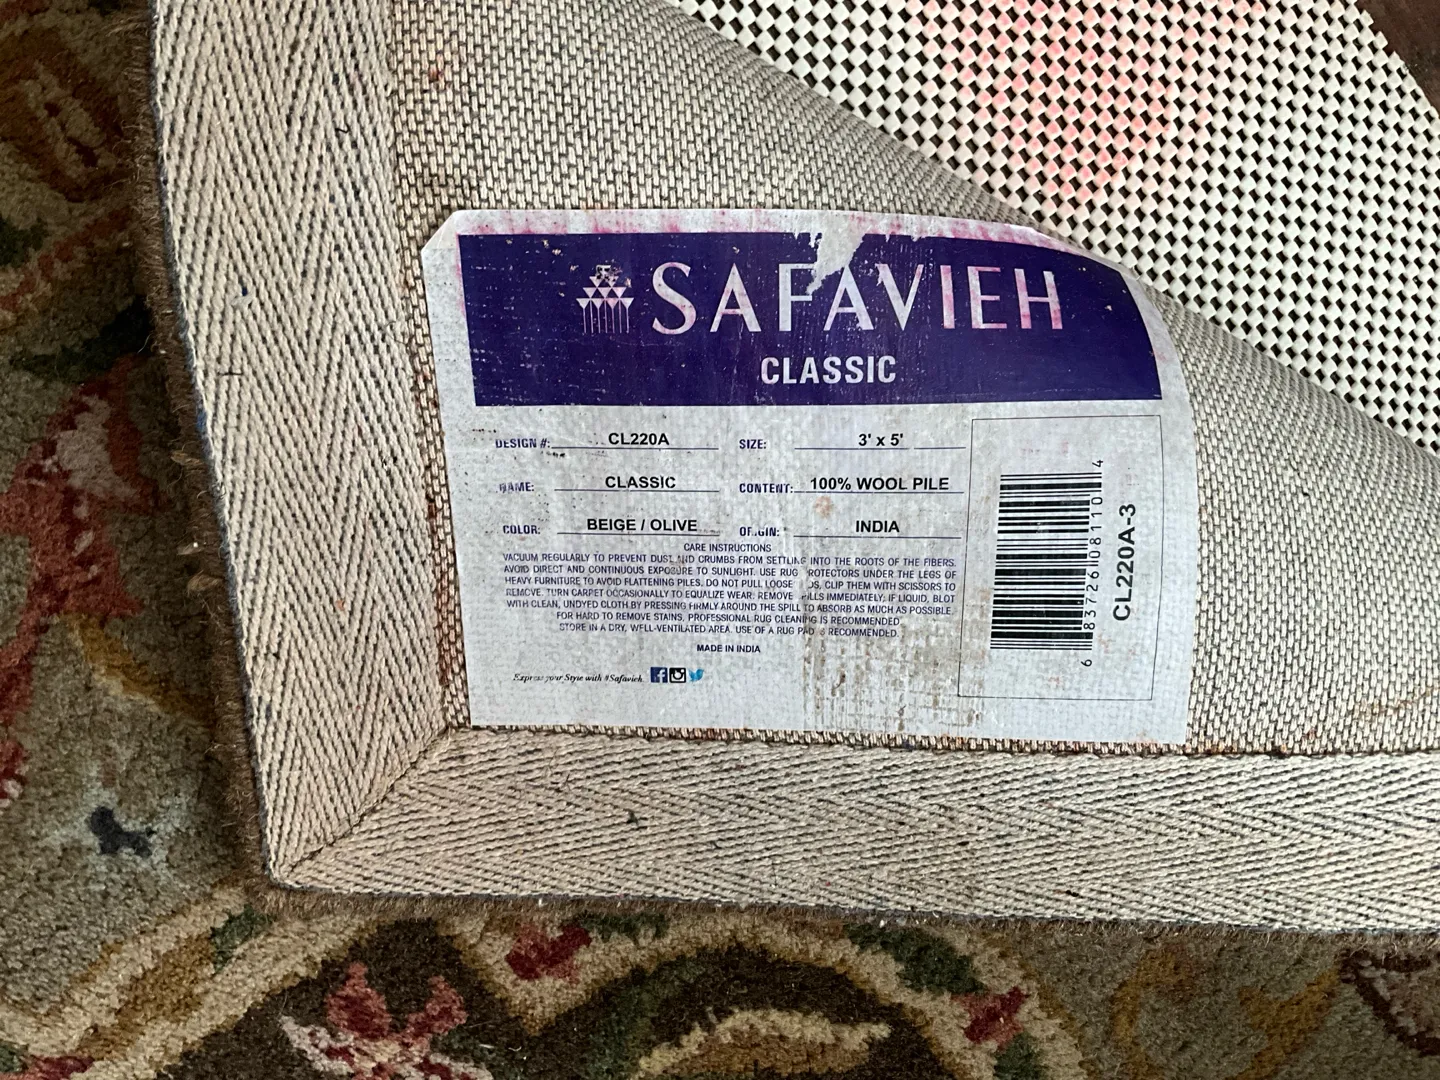 SAFAVIEH
CLASSIC
DESIGN #: CL220A SIZE: 3' x 5'
NAME: CLASSIC CONTENT: 100% WOOL PILE
COLOR: BEIGE / OLIVE ORIGIN: INDIA
CARE INSTRUCTIONS
VACUUM REGULARLY TO PREVENT DUST AND CRUMBS FROM SETTLING INTO THE ROOTS OF THE FIBERS.
AVOID DIRECT AND CONTINUOUS EXPOSURE TO SUNLIGHT. USE RUG PROTECTORS UNDER THE LEGS OF
HEAVY FURNITURE TO AVOID FLATTENING PILES. DO NOT PULL LOOSE CLIP THEM WITH SCISSORS TO
REMOVE. TURN CARPET OCCASIONALLY TO EQUALIZE WEAR. REMOVE SPILLS IMMEDIATELY; IF LIQUID, BLOT
WITH CLEAN, UNDYED CLOTH BY PRESSING FIRMLY AROUND THE SPILL TO ABSORB AS MUCH AS POSSIBLE.
FOR HARD TO REMOVE STAINS, PROFESSIONAL RUG CLEANING IS RECOMMENDED.
STORE IN A DRY, WELL-VENTILATED AREA. USE OF A RUG PAD IS RECOMMENDED.
MADE IN INDIA
Express your Style with #Safavieh
6 83726 08110 4
CL220A-3